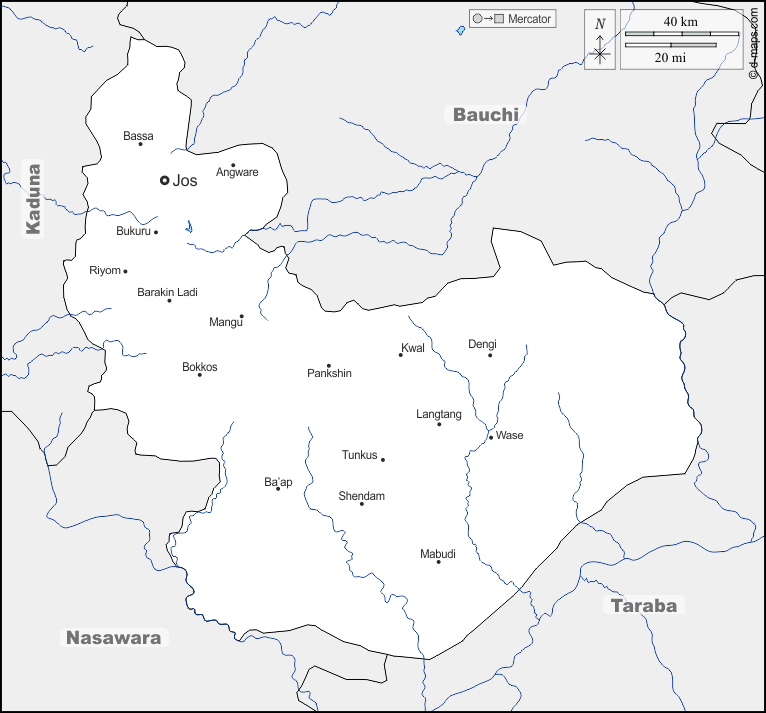 Mercator
N
40 km
20 mi
© d-maps.com
Bauchi
Bassa
Angware
Jos
Kaduna
Bukuru
Riyom
Barakin Ladi
Mangu
Kwal
Dengi
Bokkos
Pankshin
Langtang
Wase
Tunkus
Ba'ap
Shendam
Mabudi
Taraba
Nasawara